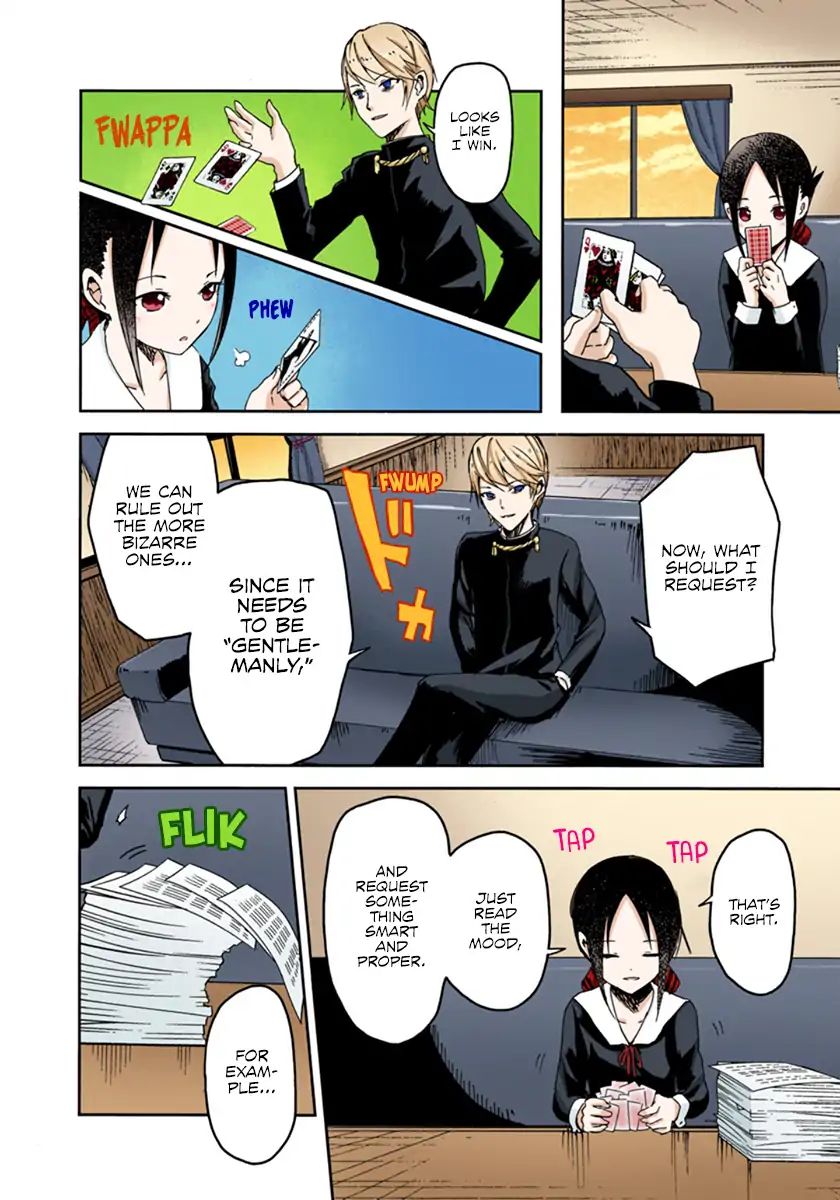 LOOKS
LIKE
I WIN.
FWAPPA
PHEW
NOW, WHAT
SHOULD I
REQUEST?
FWUMP
ドカ
SINCE IT
NEEDS
TO BE
"GENTLE-
MANLY,"
WE CAN
RULE OUT
THE MORE
BIZARRE
ONES...
THAT'S
RIGHT.
TAP
TAP
JUST
READ
THE
MOOD,
AND
REQUEST
SOME-
THING
SMART
AND
PROPER.
FLIK
FOR
EXAM-
PLE...